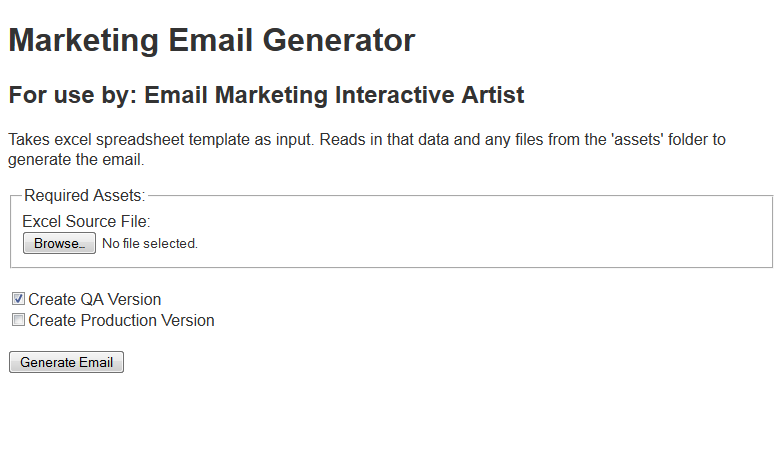 Marketing Email Generator
For use by: Email Marketing Interactive Artist
Takes excel spreadsheet template as input. Reads in that data and any files from the 'assets' folder to
generate the email.
Required Assets:
Excel Source File:
Browse... No file selected.
Create QA Version
Create Production Version
Generate Email